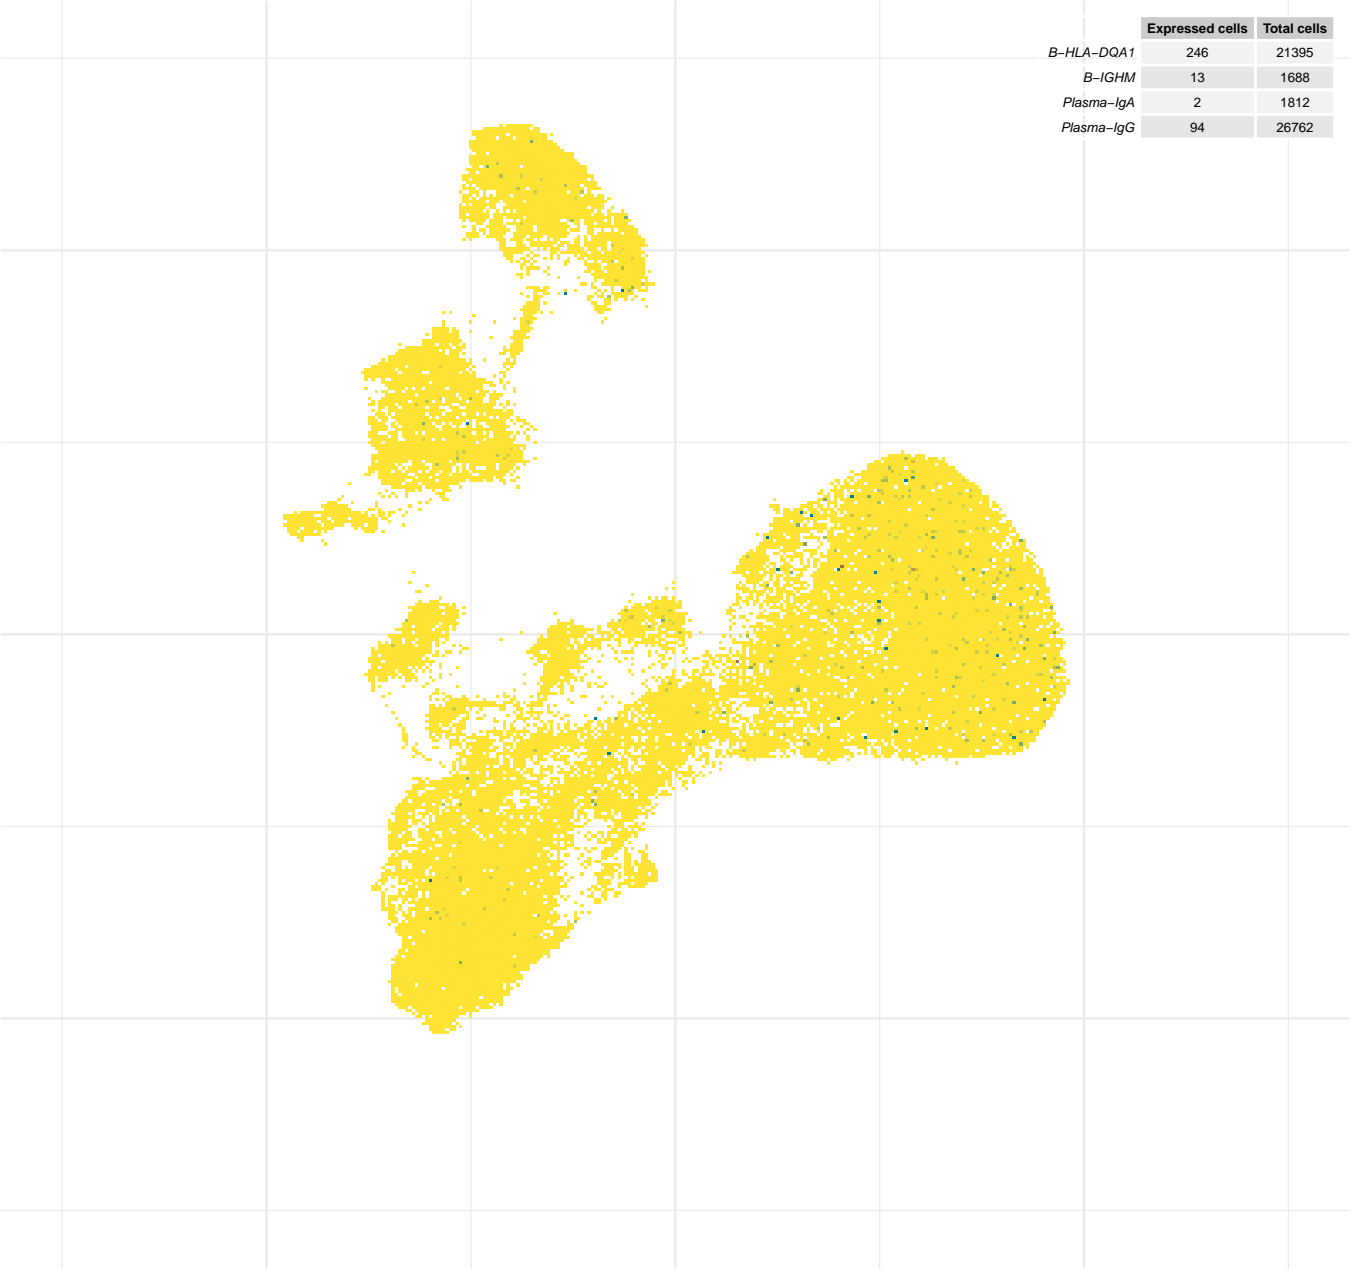 Expressed cells Total cells
B−HLA−DQA1 246 21395
B−IGHM 13 1688
Plasma−IgA 2 1812
Plasma−IgG 94 26762